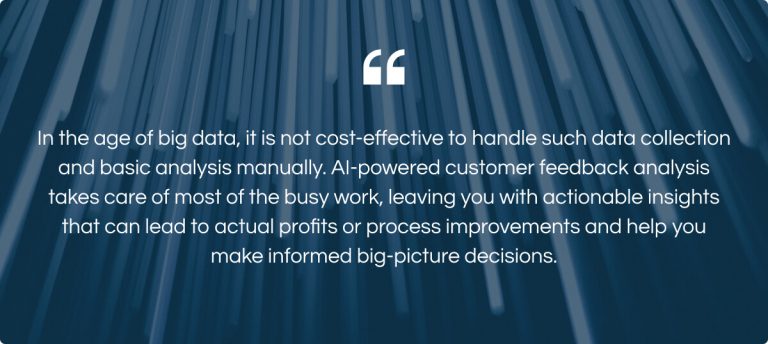 “
In the age of big data, it is not cost-effective to handle such data collection
and basic analysis manually. AI-powered customer feedback analysis
takes care of most of the busy work, leaving you with actionable insights
that can lead to actual profits or process improvements and help you
make informed big-picture decisions.